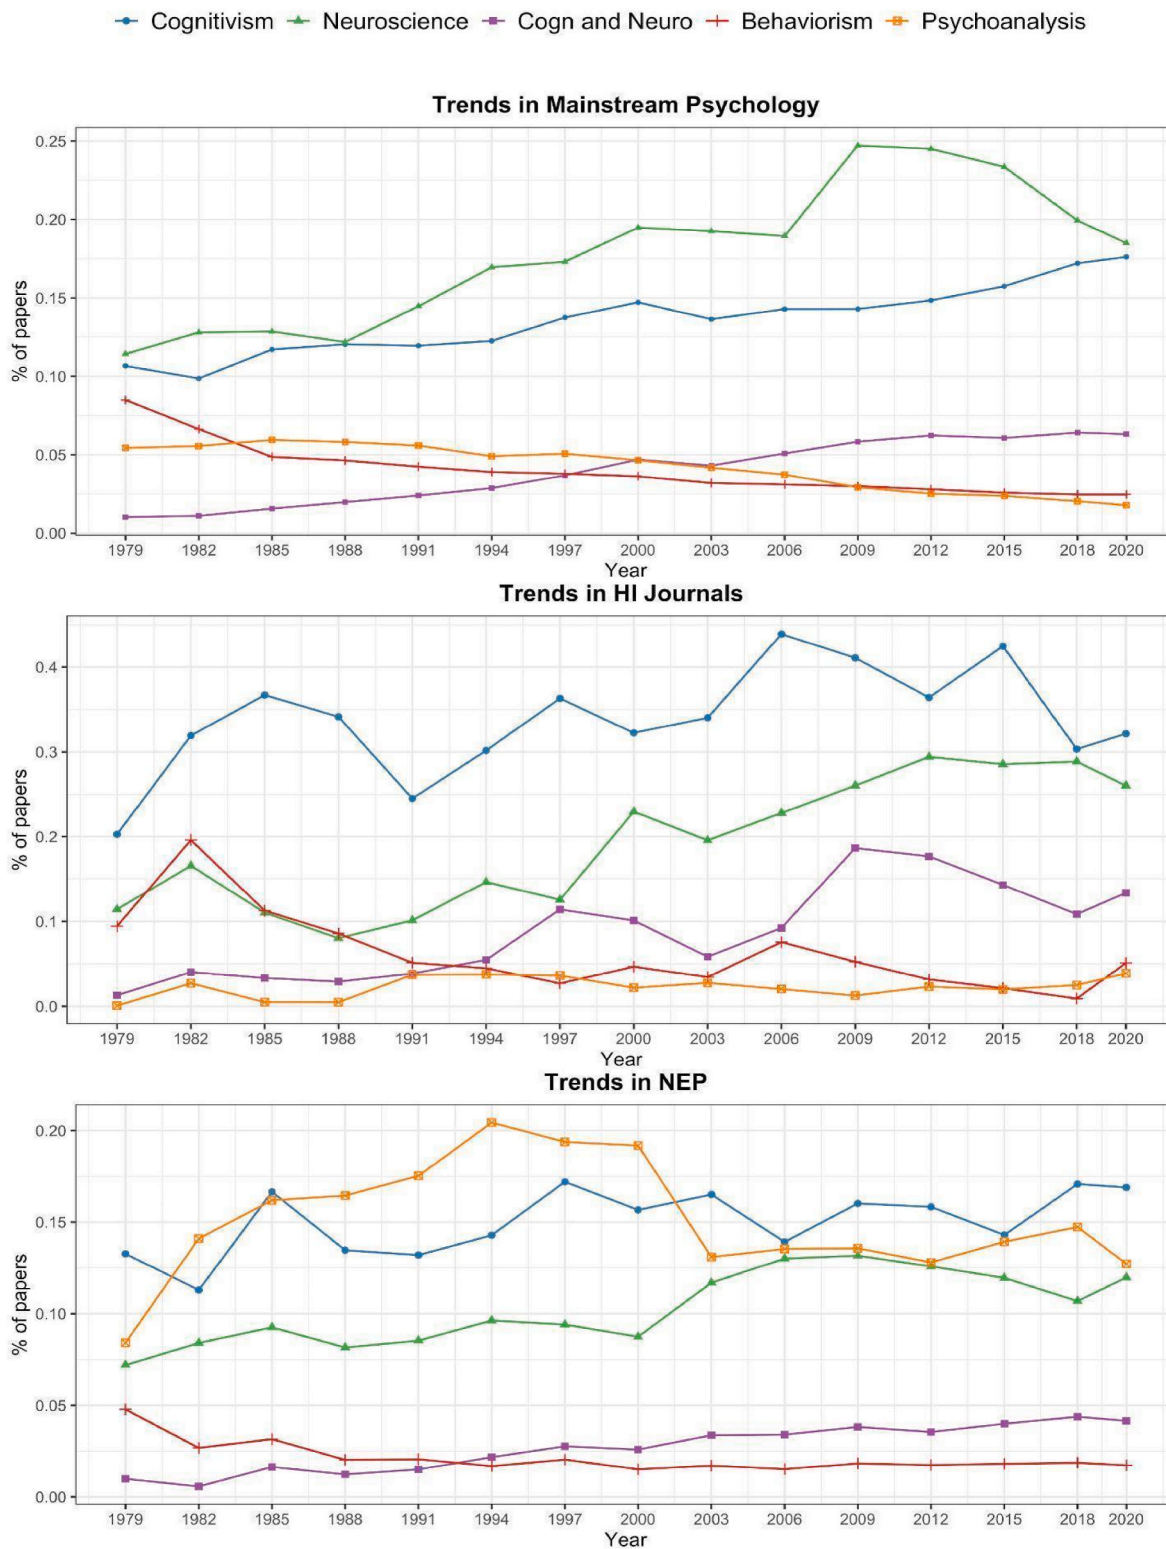 Cognitivism Neuroscience Cogn and Neuro Behaviorism Psychoanalysis
Trends in Mainstream Psychology
% of papers
0.25
0.20
0.15
0.10
0.05
0.00
1979 1982 1985 1988 1991 1994 1997 2000 2003 2006 2009 2012 2015 2018 2020
Year
Trends in HI Journals
% of papers
0.4
0.3
0.2
0.1
0.0
1979 1982 1985 1988 1991 1994 1997 2000 2003 2006 2009 2012 2015 2018 2020
Year
Trends in NEP
% of papers
0.20
0.15
0.10
0.05
0.00
1979 1982 1985 1988 1991 1994 1997 2000 2003 2006 2009 2012 2015 2018 2020
Year